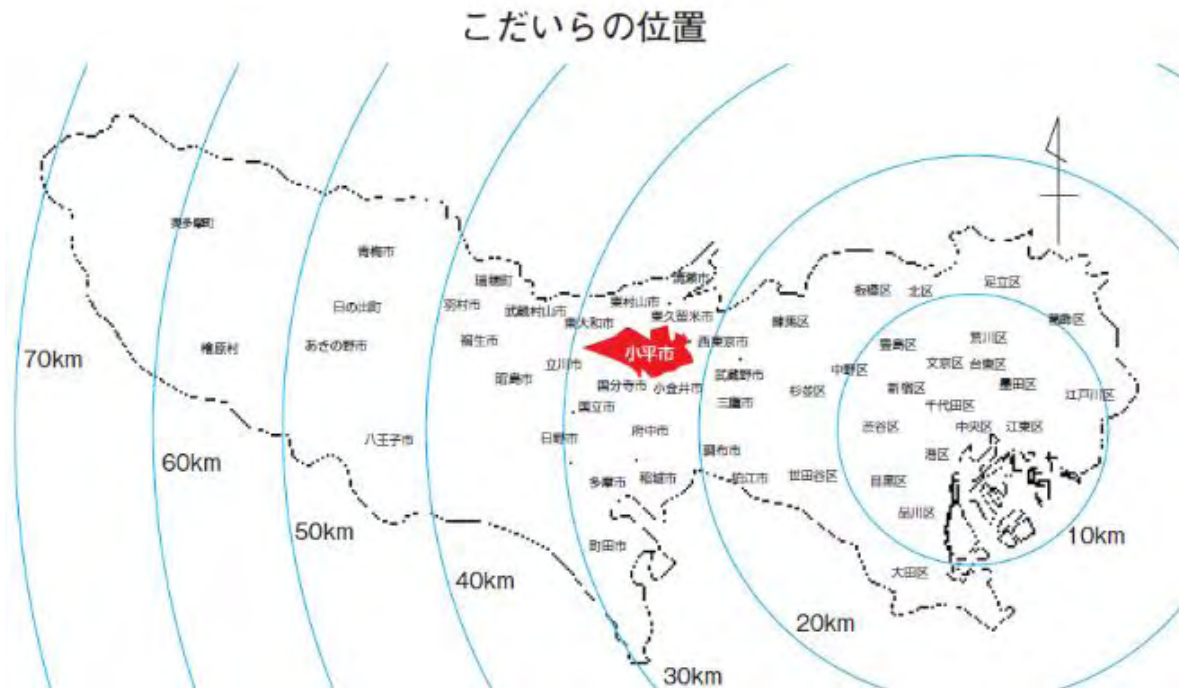 こだいらの位置
奥多摩町
青梅市
瑞穂町
清瀬市
足立区
板橋区
北区
日の出町
羽村市
武蔵村山市
東村山市
東久留米市
東大和市
練馬区
葛飾区
檜原村
あきる野市
福生市
小平市
西東京市
豊島区
荒川区
70km
立川市
昭島市
国分寺市
小金井市
武蔵野市
中野区
文京区
台東区
杉並区
新宿区
墨田区
江戸川区
国立市
三鷹市
千代田区
八王子市
日野市
府中市
渋谷区
中央区
江東区
60km
調布市
港区
多摩市
稲城市
狛江市
世田谷区
目黒区
品川区
50km
町田市
10km
40km
大田区
20km
30km